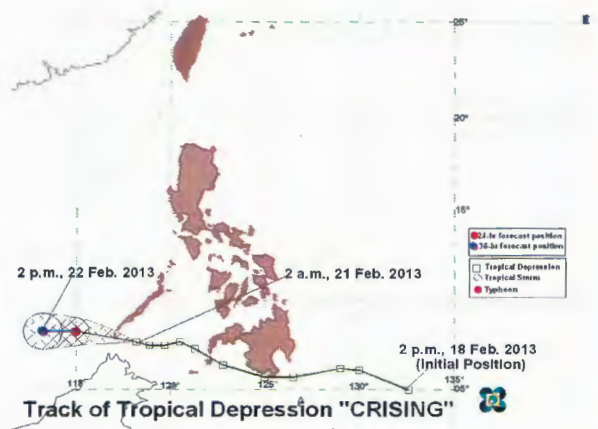 25°
20°
15°
24-hr forecast position
36-hr forecast position
Tropical Depression
Tropical Storm
Typhoon
2 p.m., 22 Feb. 2013
2 a.m., 21 Feb. 2013
2 p.m., 18 Feb. 2013
(Initial Position)
120°
125°
130°
135°
05°
Track of Tropical Depression "CRISING"